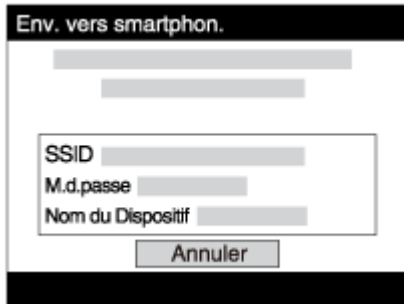 Env. vers smartphon.
SSID
M.d.passe
Nom du Dispositif
Annuler